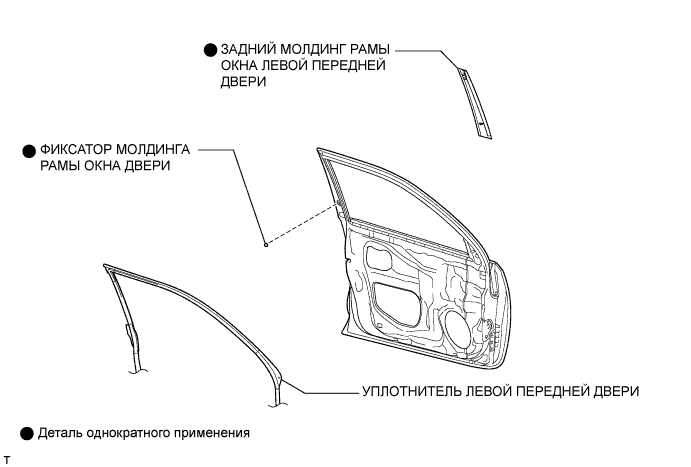 ЗАДНИЙ МОЛДИНГ РАМЫ
ОКНА ЛЕВОЙ ПЕРЕДНЕЙ
ДВЕРИ
ФИКСАТОР МОЛДИНГА
РАМЫ ОКНА ДВЕРИ
УПЛОТНИТЕЛЬ ЛЕВОЙ ПЕРЕДНЕЙ ДВЕРИ
Деталь однократного применения
T